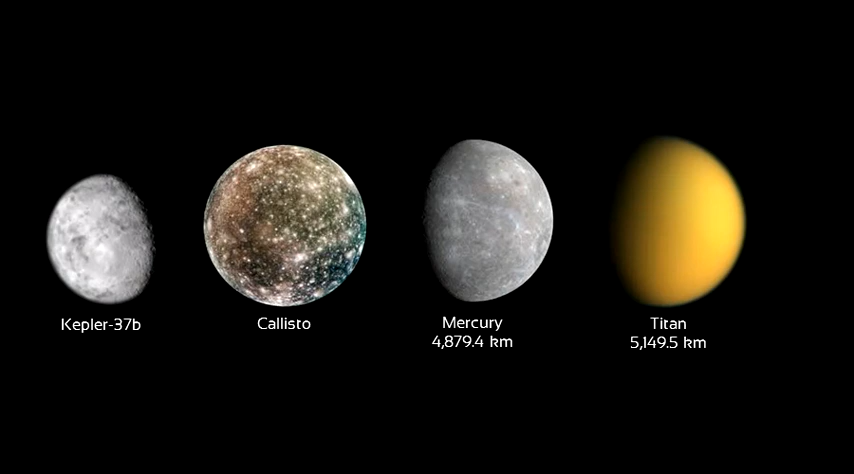 Kepler-37b
Callisto
Mercury
4,879.4 km
Titan
5,149.5 km